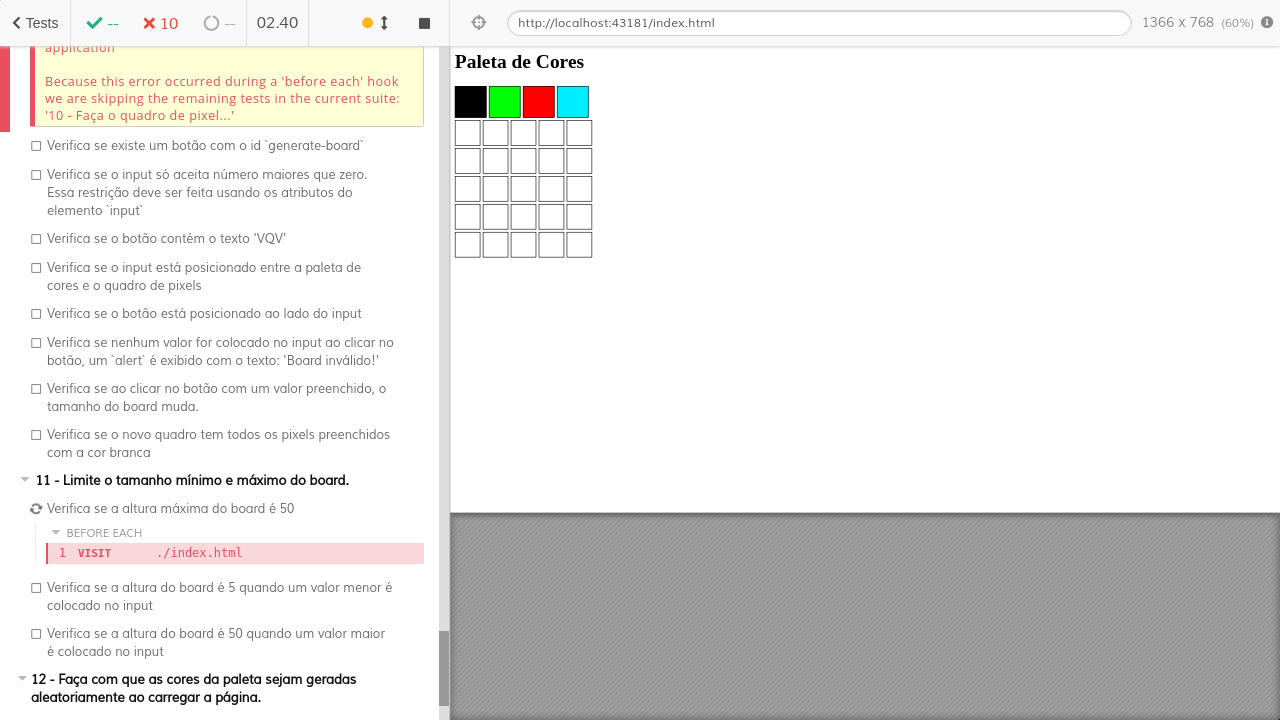 Tests
--
10
--
02.40
http://localhost:43181/index.html
1366 x 768 (60%)
application
Because this error occurred during a 'before each' hook
we are skipping the remaining tests in the current suite:
'10 - Faça o quadro de pixel...'
Verifica se existe um botão com o id `generate-board`
Verifica se o input só aceita número maiores que zero.
Essa restrição deve ser feita usando os atributos do
elemento `input`
Verifica se o botão contém o texto 'VQV'
Verifica se o input está posicionado entre a paleta de
cores e o quadro de pixels
Verifica se o botão está posicionado ao lado do input
Verifica se nenhum valor for colocado no input ao clicar no
botão, um `alert` é exibido com o texto: 'Board inválido!'
Verifica se ao clicar no botão com um valor preenchido, o
tamanho do board muda.
Verifica se o novo quadro tem todos os pixels preenchidos
com a cor branca
11 - Limite o tamanho mínimo e máximo do board.
Verifica se a altura máxima do board é 50
BEFORE EACH
1 VISIT ./index.html
Verifica se a altura do board é 5 quando um valor menor é
colocado no input
Verifica se a altura do board é 50 quando um valor maior
é colocado no input
12 - Faça com que as cores da paleta sejam geradas
aleatoriamente ao carregar a página.
Paleta de Cores